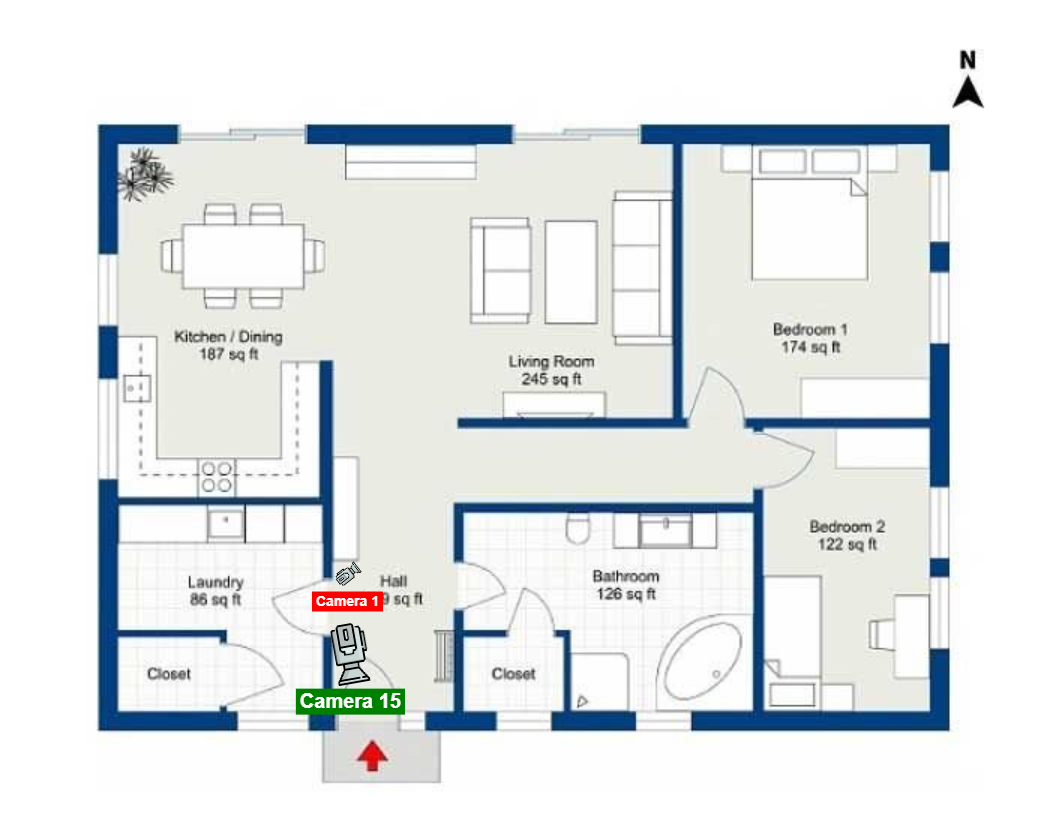 N
Kitchen / Dining
187 sq ft
Living Room
245 sq ft
Bedroom 1
174 sq ft
Bedroom 2
122 sq ft
Laundry
86 sq ft
Hall
9 sq ft
Camera 1
Bathroom
126 sq ft
Closet
Closet
Camera 15